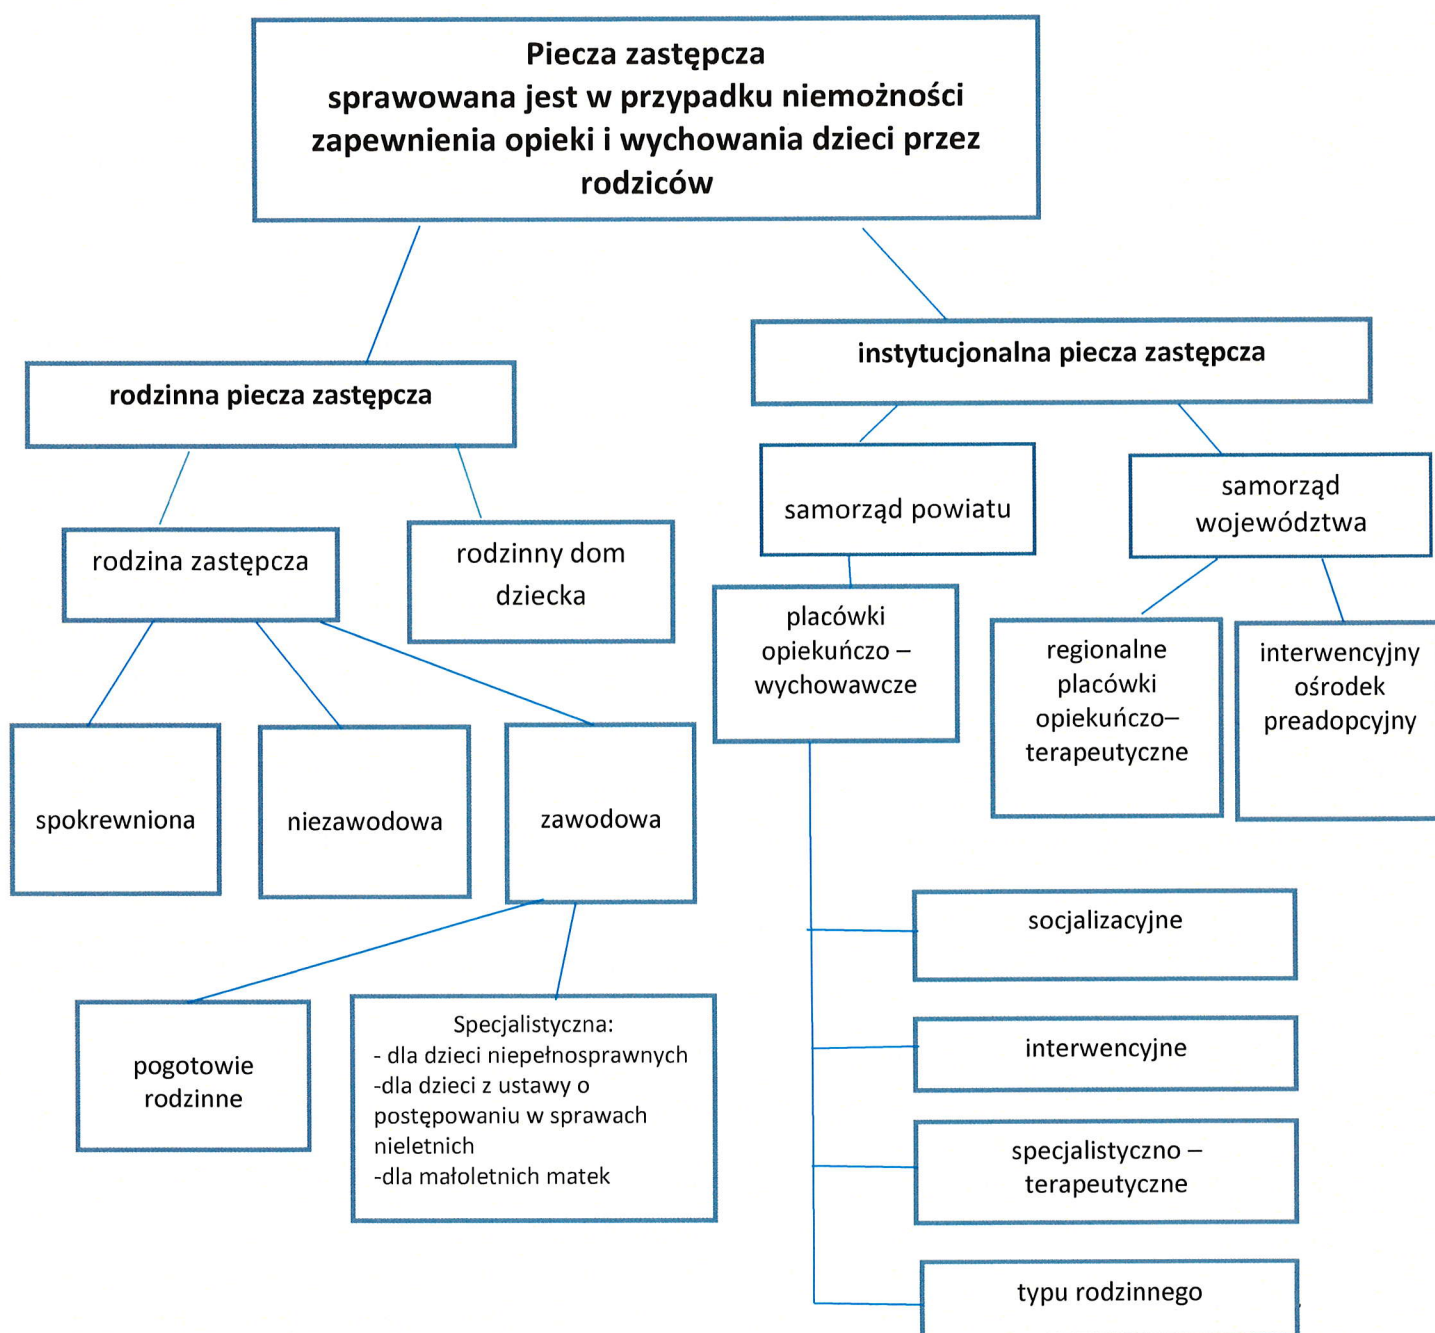 Piecza zastępcza
sprawowana jest w przypadku niemożności
zapewnienia opieki i wychowania dzieci przez
rodziców
rodzinna piecza zastępcza
instytucjonalna piecza zastępcza
rodzina zastępcza
rodzinny dom
dziecka
samorząd powiatu
samorząd
województwa
placówki
opiekuńczo –
wychowawcze
regionalne
placówki
opiekuńczo–
terapeutyczne
interwencyjny
ośrodek
preadopcyjny
spokrewniona
niezawodowa
zawodowa
pogotowie
rodzinne
Specjalistyczna:
- dla dzieci niepełnosprawnych
-dla dzieci z ustawy o
postępowaniu w sprawach
nieletnich
-dla małoletnich matek
socjalizacyjne
interwencyjne
specjalistyczno –
terapeutyczne
typu rodzinnego